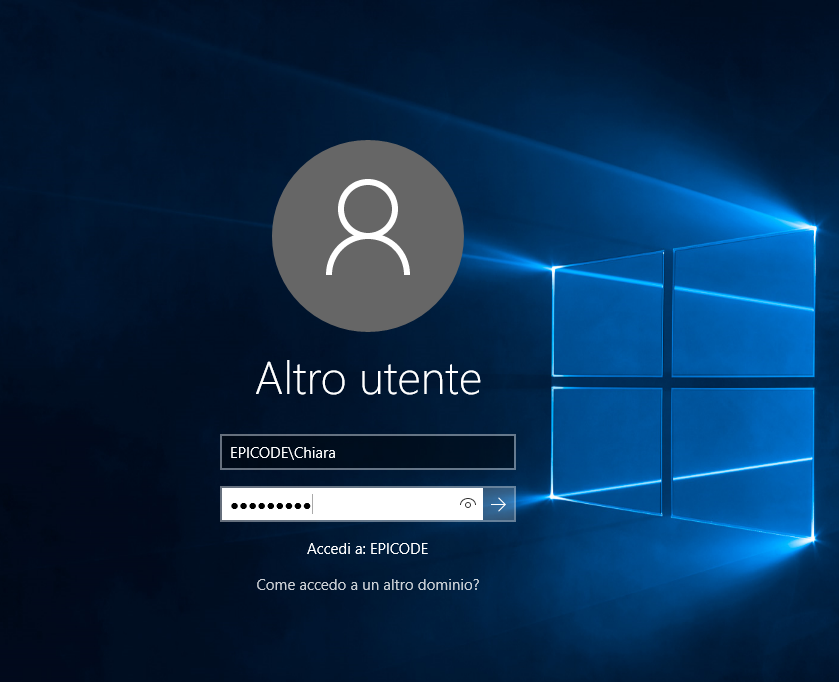 Altro utente
EPICODE\Chiara
●●●●●●●●●
Accedi a: EPICODE
Come accedo a un altro dominio?